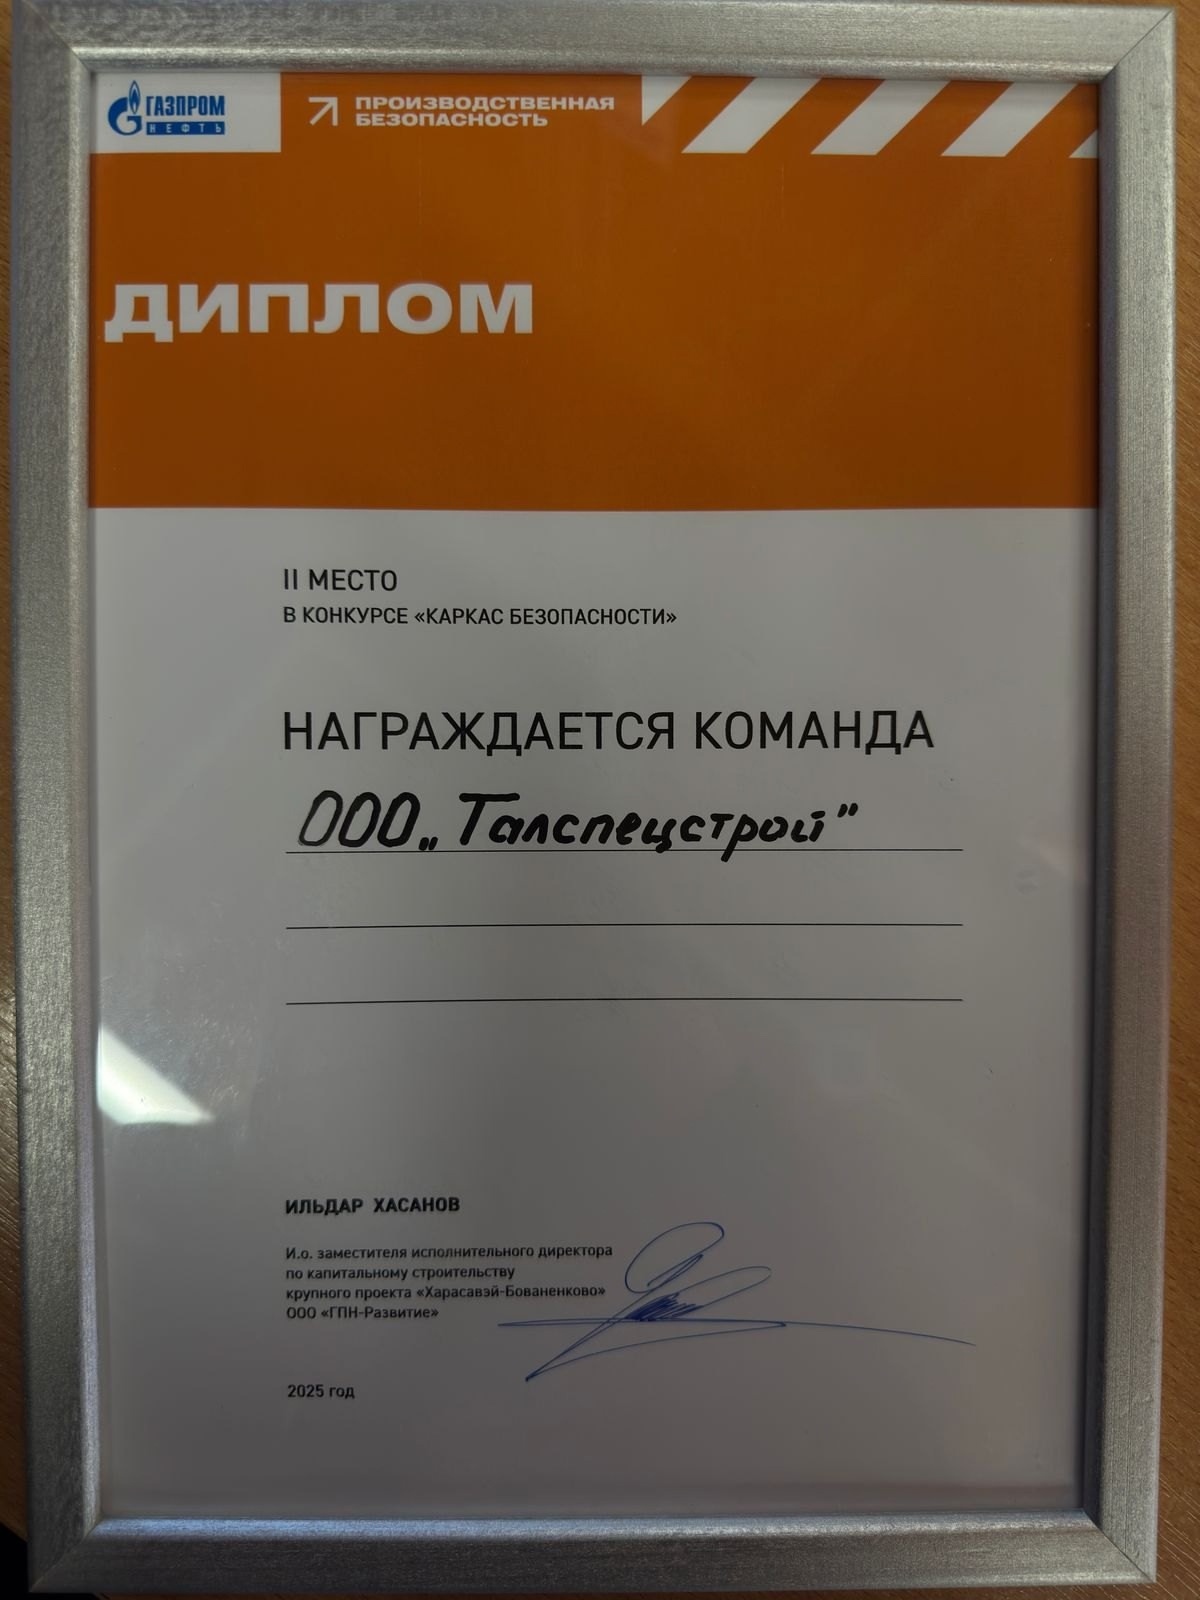 ГАЗПРОМ
НЕФТЬ
ПРОИЗВОДСТВЕННАЯ
БЕЗОПАСНОСТЬ
ДИПЛОМ
II МЕСТО
В КОНКУРСЕ «КАРКАС БЕЗОПАСНОСТИ»
НАГРАЖДАЕТСЯ КОМАНДА
ООО „Талспецстрой"
ИЛЬДАР ХАСАНОВ
И.о. заместителя исполнительного директора
по капитальному строительству
крупного проекта «Харасавэй-Бованенково»
ООО «ГПН-Развитие»
2025 год